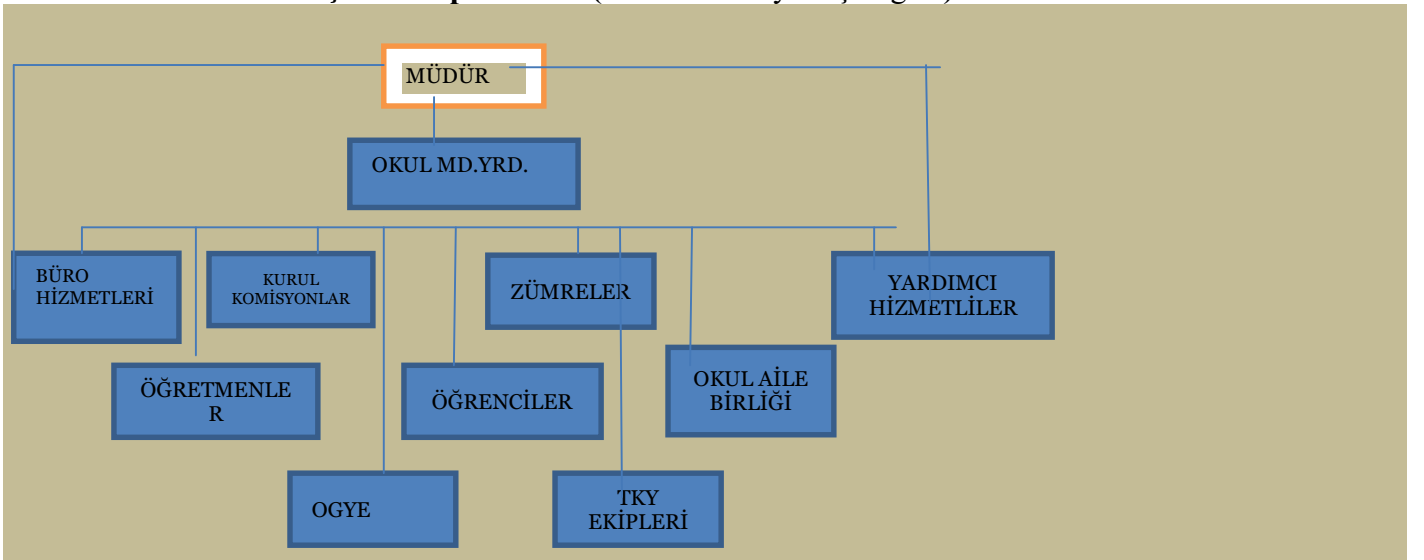 MÜDÜR
OKUL MD.YRD.
BÜRO
HİZMETLERİ
KURUL
KOMİSYONLAR
ZÜMRELER
YARDIMCI
HİZMETLİLER
ÖĞRETMENLE
R
ÖĞRENCİLER
OKUL AİLE
BİRLİĞİ
OGYE
TKY
EKİPLERİ